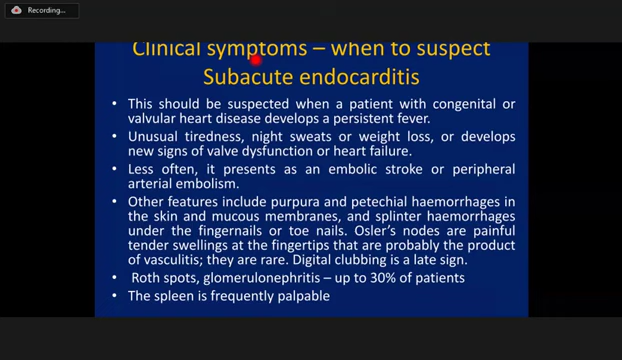 Recording...
Clinical symptoms – when to suspect
Subacute endocarditis
• This should be suspected when a patient with congenital or
valvular heart disease develops a persistent fever.
• Unusual tiredness, night sweats or weight loss, or develops
new signs of valve dysfunction or heart failure.
• Less often, it presents as an embolic stroke or peripheral
arterial embolism.
• Other features include purpura and petechial haemorrhages in
the skin and mucous membranes, and splinter haemorrhages
under the fingernails or toe nails. Osler's nodes are painful
tender swellings at the fingertips that are probably the product
of vasculitis; they are rare. Digital clubbing is a late sign.
• Roth spots, glomerulonephritis – up to 30% of patients
• The spleen is frequently palpable